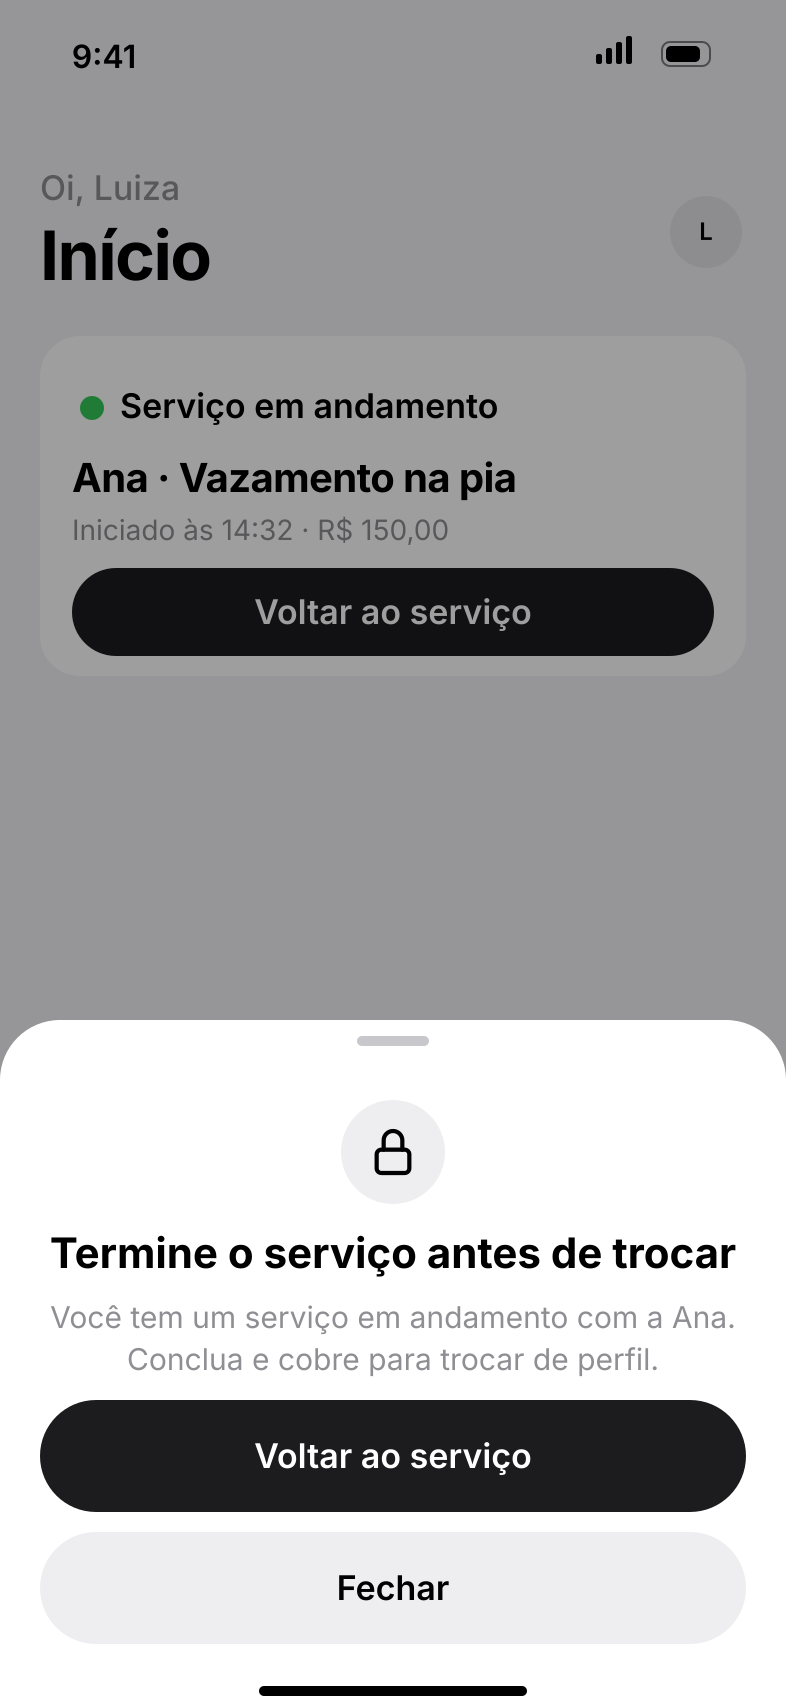 9:41
Oi, Luiza
Início
L
Serviço em andamento
Ana · Vazamento na pia
Iniciado às 14:32 · R$ 150,00
Voltar ao serviço
Termine o serviço antes de trocar
Você tem um serviço em andamento com a Ana.
Conclua e cobre para trocar de perfil.
Voltar ao serviço
Fechar